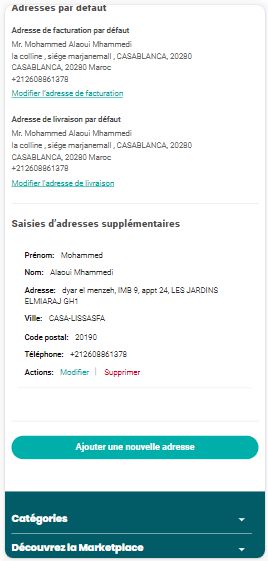 Adresses par défaut
Adresse de facturation par défaut
Mr. Mohammed Alaoui Mhammedi
la colline , siége marjanemall , CASABLANCA, 20280
CASABLANCA, 20280 Maroc
+212608861378
Modifier l'adresse de facturation
Adresse de livraison par défaut
Mr. Mohammed Alaoui Mhammedi
la colline , siége marjanemall , CASABLANCA, 20280
CASABLANCA, 20280 Maroc
+212608861378
Modifier l'adresse de livraison
Saisies d'adresses supplémentaires
Prénom: Mohammed
Nom: Alaoui Mhammedi
Adresse: dyar el menzeh, IMB 9, appt 24, LES JARDINS
ELMIARAJ GH1
Ville: CASA-LISSASFA
Code postal: 20190
Téléphone: +212608861378
Actions: Modifier | Supprimer
Ajouter une nouvelle adresse
Catégories
Découvrez la Marketplace